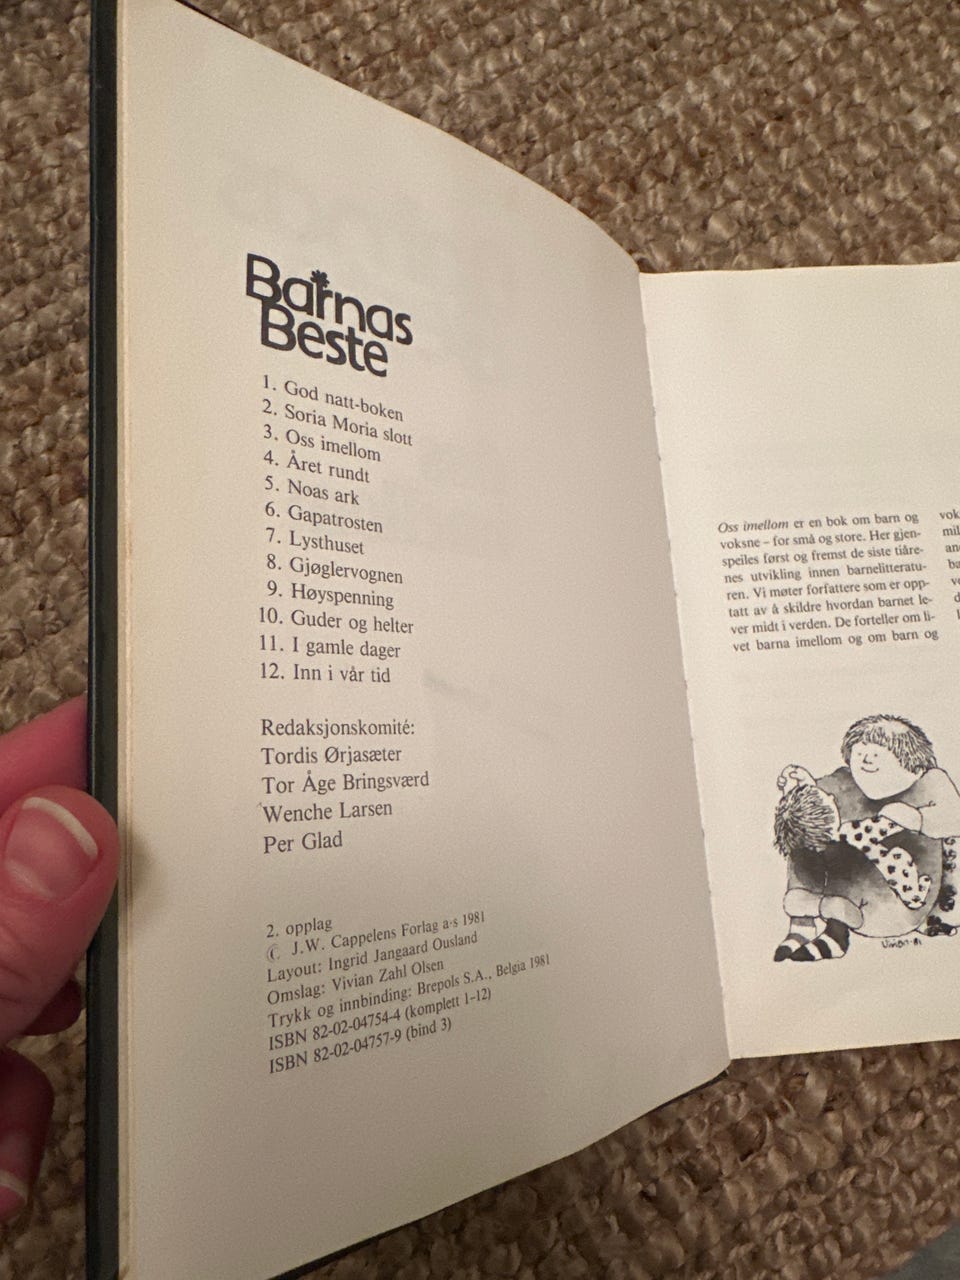 Barnas
Beste
1. God natt-boken
2. Soria Moria slott
3. Oss imellom
4. Året rundt
5. Noas ark
6. Gapatrosten
7. Lysthuset
8. Gjøglervognen
9. Høyspenning
10. Guder og helter
11. I gamle dager
12. Inn i vår tid
Redaksjonskomité:
Tordis Ørjasæter
Tor Åge Bringsværd
Wenche Larsen
Per Glad
2. opplag
© J.W. Cappelens Forlag a·s 1981
Layout: Ingrid Jangaard Ousland
Omslag: Vivian Zahl Olsen
Trykk og innbinding: Brepols S.A., Belgia 1981
ISBN 82-02-04754-4 (komplett 1–12)
ISBN 82-02-04757-9 (bind 3)
Oss imellom er en bok om barn og
voksne – for små og store. Her gjen-
speiles først og fremst de siste tiåre-
nes utvikling innen barnelitteratu-
ren. Vi møter forfattere som er opp-
tatt av å skildre hvordan barnet le-
ver midt i verden. De forteller om li-
vet barna imellom og om barn og